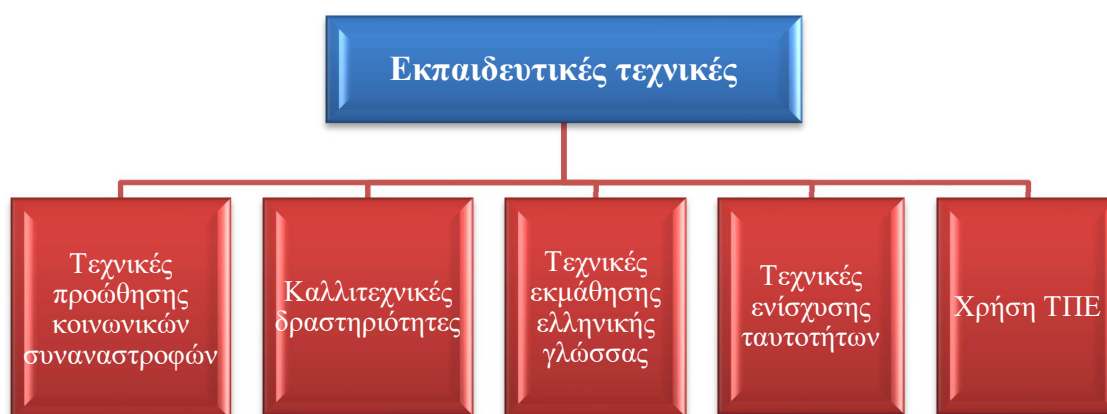 Εκπαιδευτικές τεχνικές
Τεχνικές
προώθησης
κοινωνικών
συναναστροφών
Καλλιτεχνικές
δραστηριότητες
Τεχνικές
εκμάθησης
ελληνικής
γλώσσας
Τεχνικές
ενίσχυσης
ταυτοτήτων
Χρήση ΤΠΕ